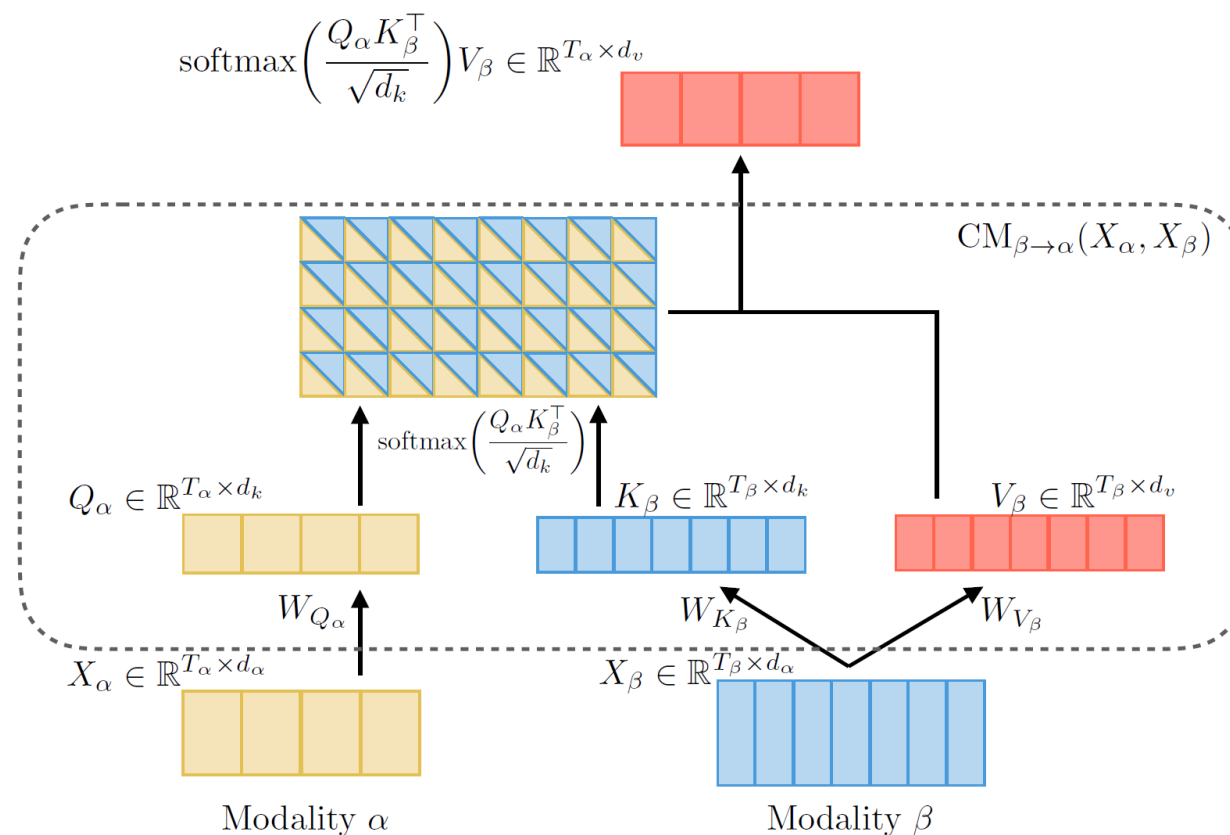 softmax(Q_α K_β^⊤ / √d_k) V_β ∈ ℝ^{T_α × d_v}
CM_{β→α}(X_α, X_β)
softmax(Q_α K_β^⊤ / √d_k)
Q_α ∈ ℝ^{T_α × d_k}
K_β ∈ ℝ^{T_β × d_k}
V_β ∈ ℝ^{T_β × d_v}
W_{Q_α}
W_{K_β}
W_{V_β}
X_α ∈ ℝ^{T_α × d_α}
X_β ∈ ℝ^{T_β × d_α}
Modality α
Modality β